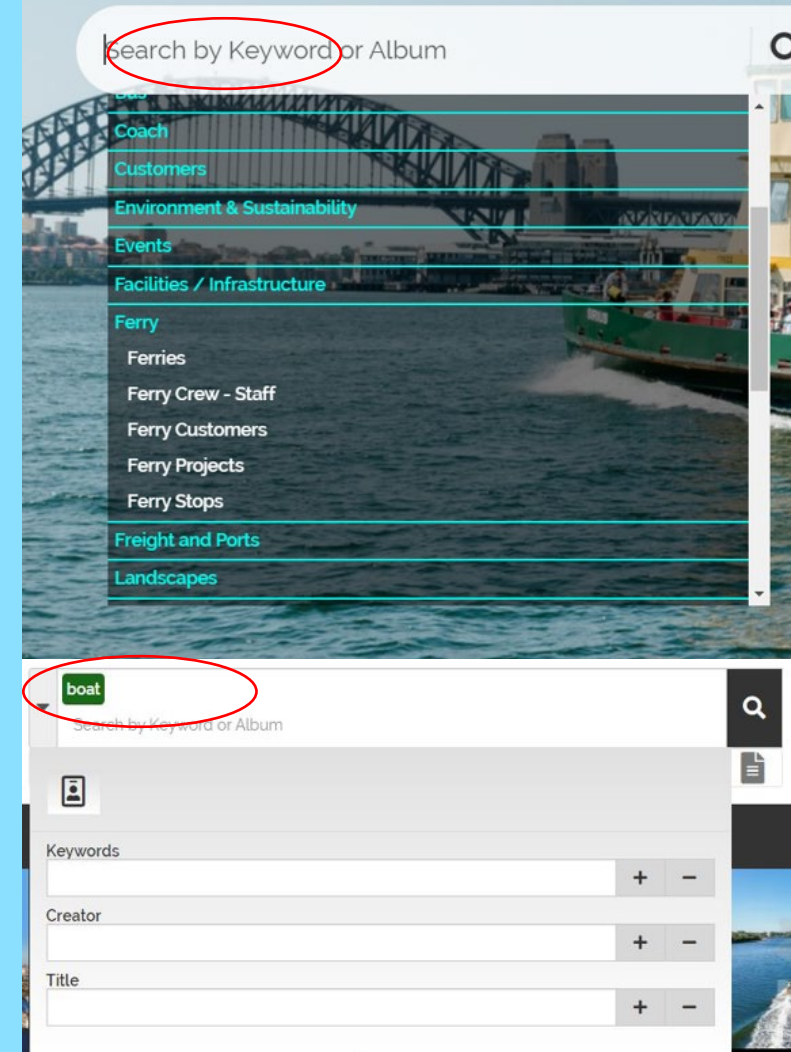 Search by Keyword or Album
Bus
Coach
Customers
Environment & Sustainability
Events
Facilities / Infrastructure
Ferry
Ferries
Ferry Crew - Staff
Ferry Customers
Ferry Projects
Ferry Stops
Freight and Ports
Landscapes
boat
Search by Keyword or Album
Keywords
+ −
Creator
+ −
Title
+ −